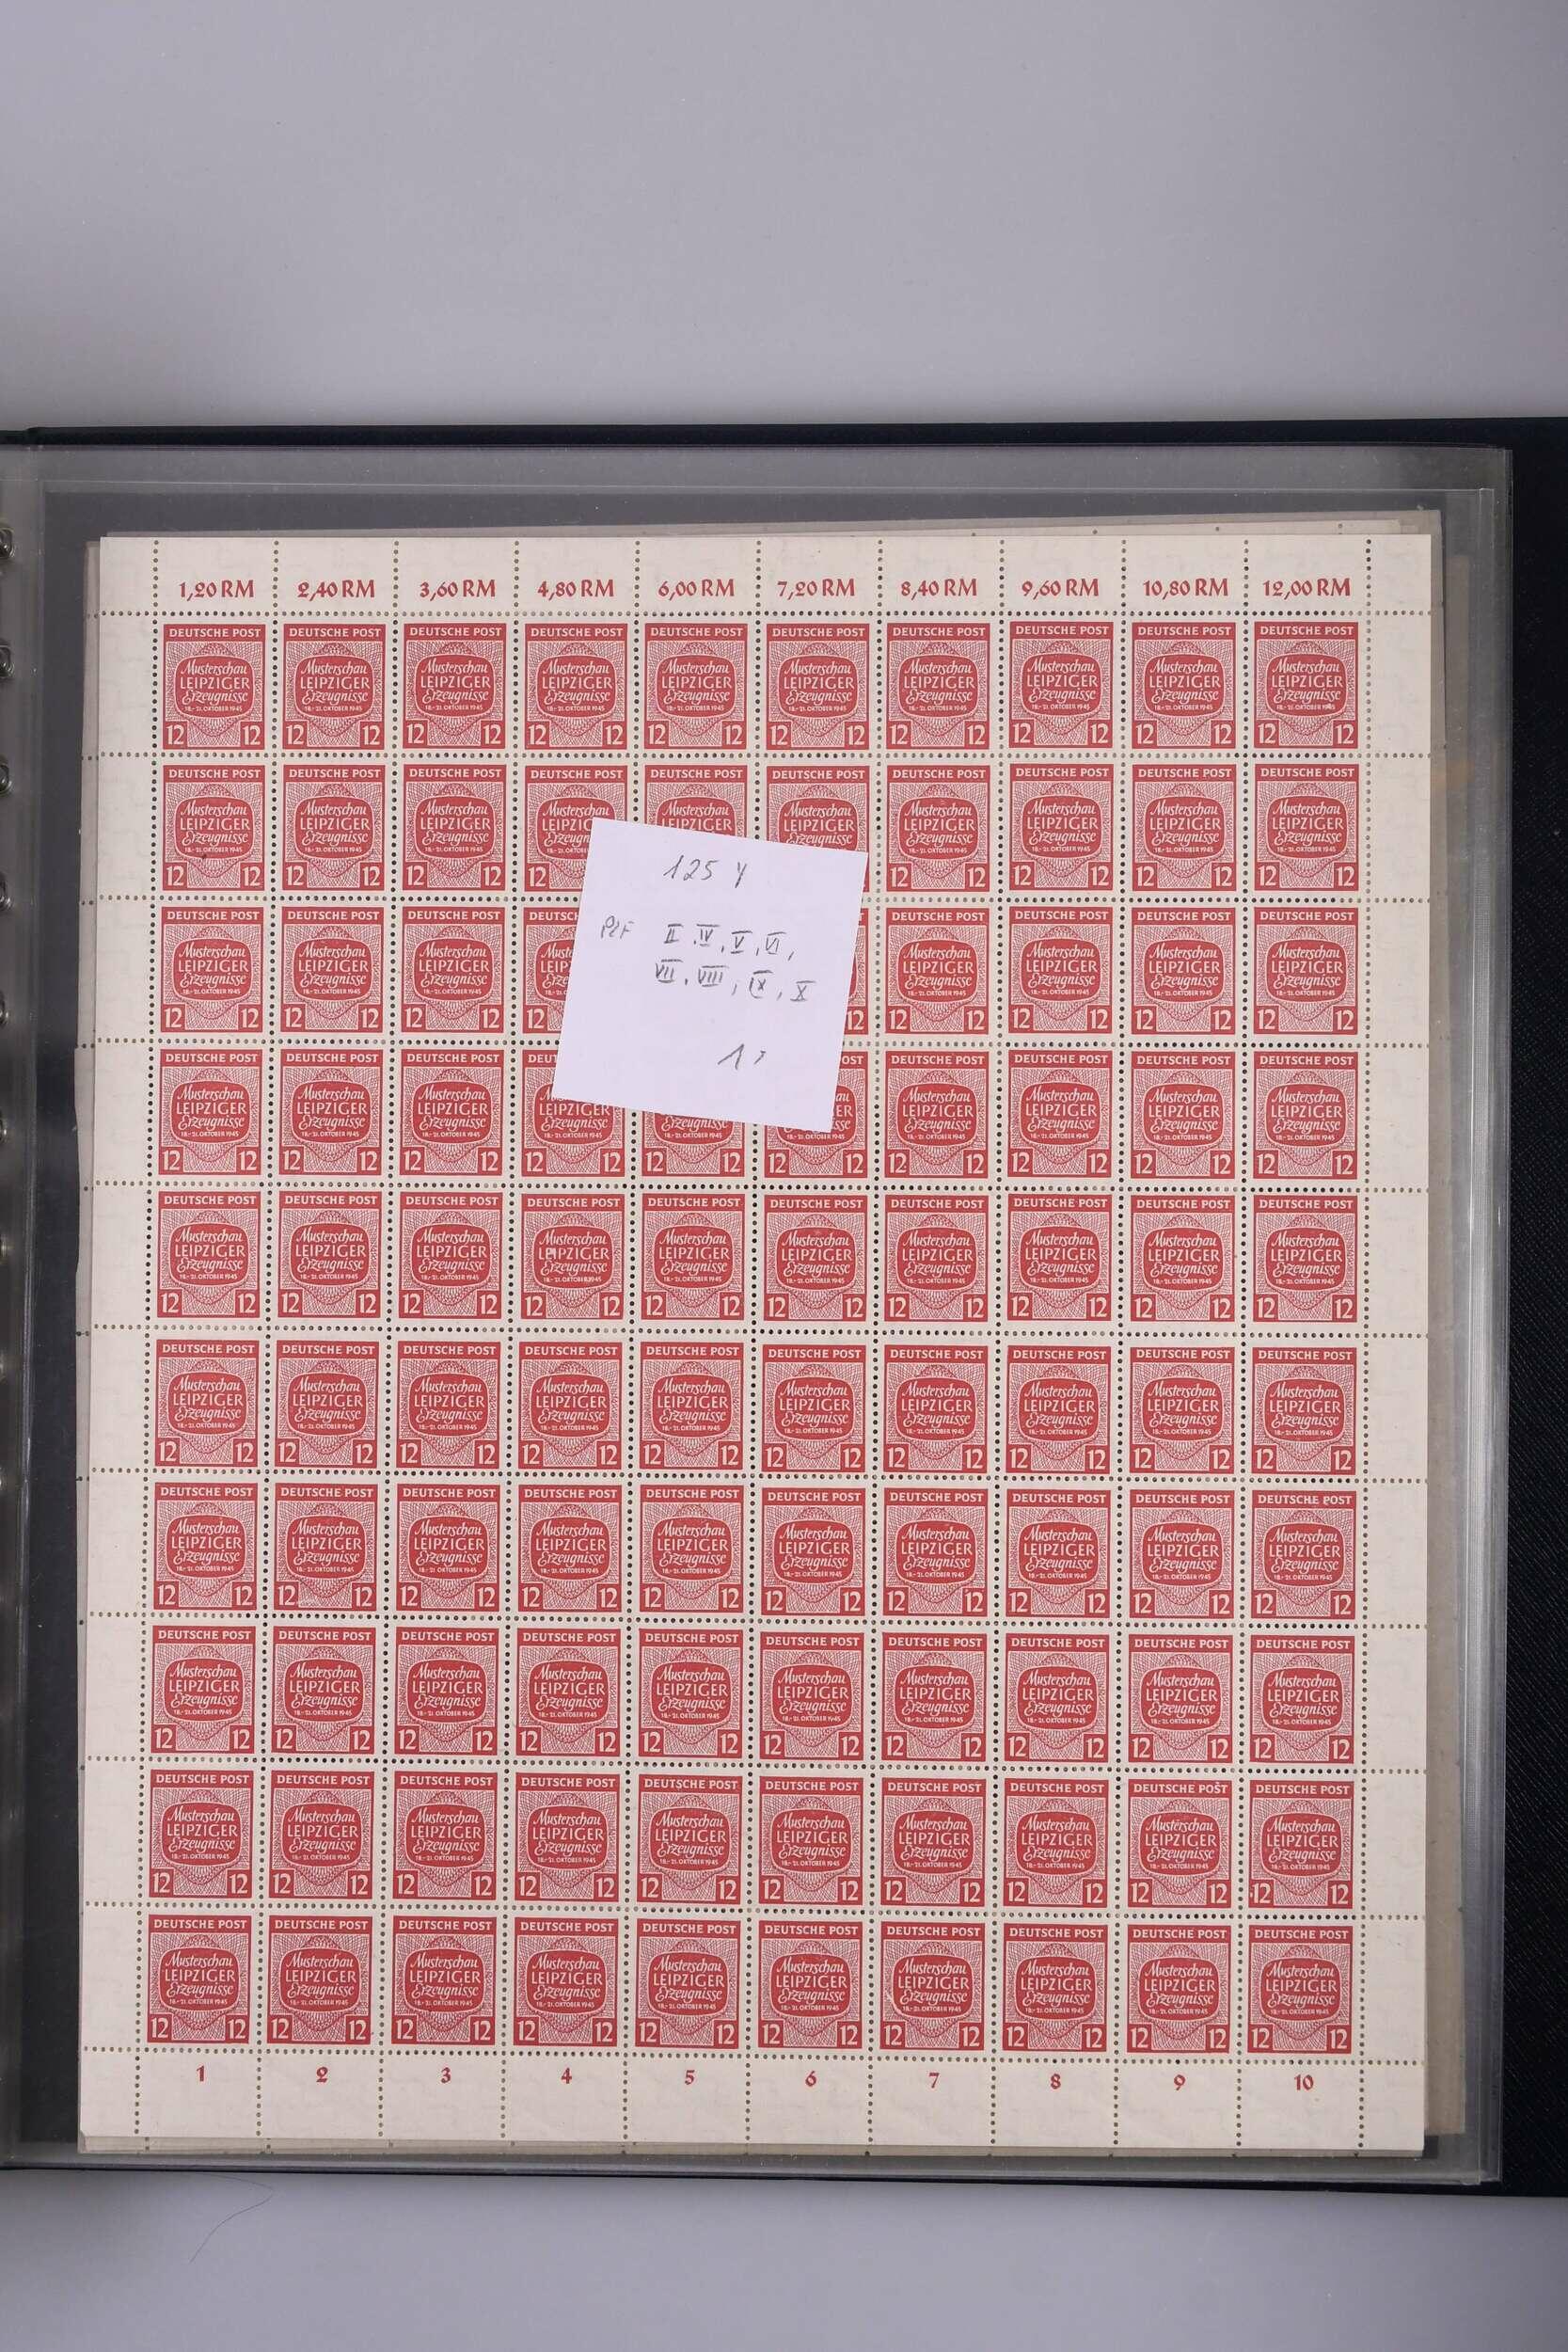 1,20 RM 2,40 RM 3,60 RM 4,80 RM 6,00 RM 7,20 RM 8,40 RM 9,60 RM 10,80 RM 12,00 RM
DEUTSCHE POST
Musterschau
LEIPZIGER
Erzeugnisse
18.-21. OKTOBER 1945
12 12
125 y
PLF II, IV, V, VI,
VII, VIII, IX, X
1 2 3 4 5 6 7 8 9 10